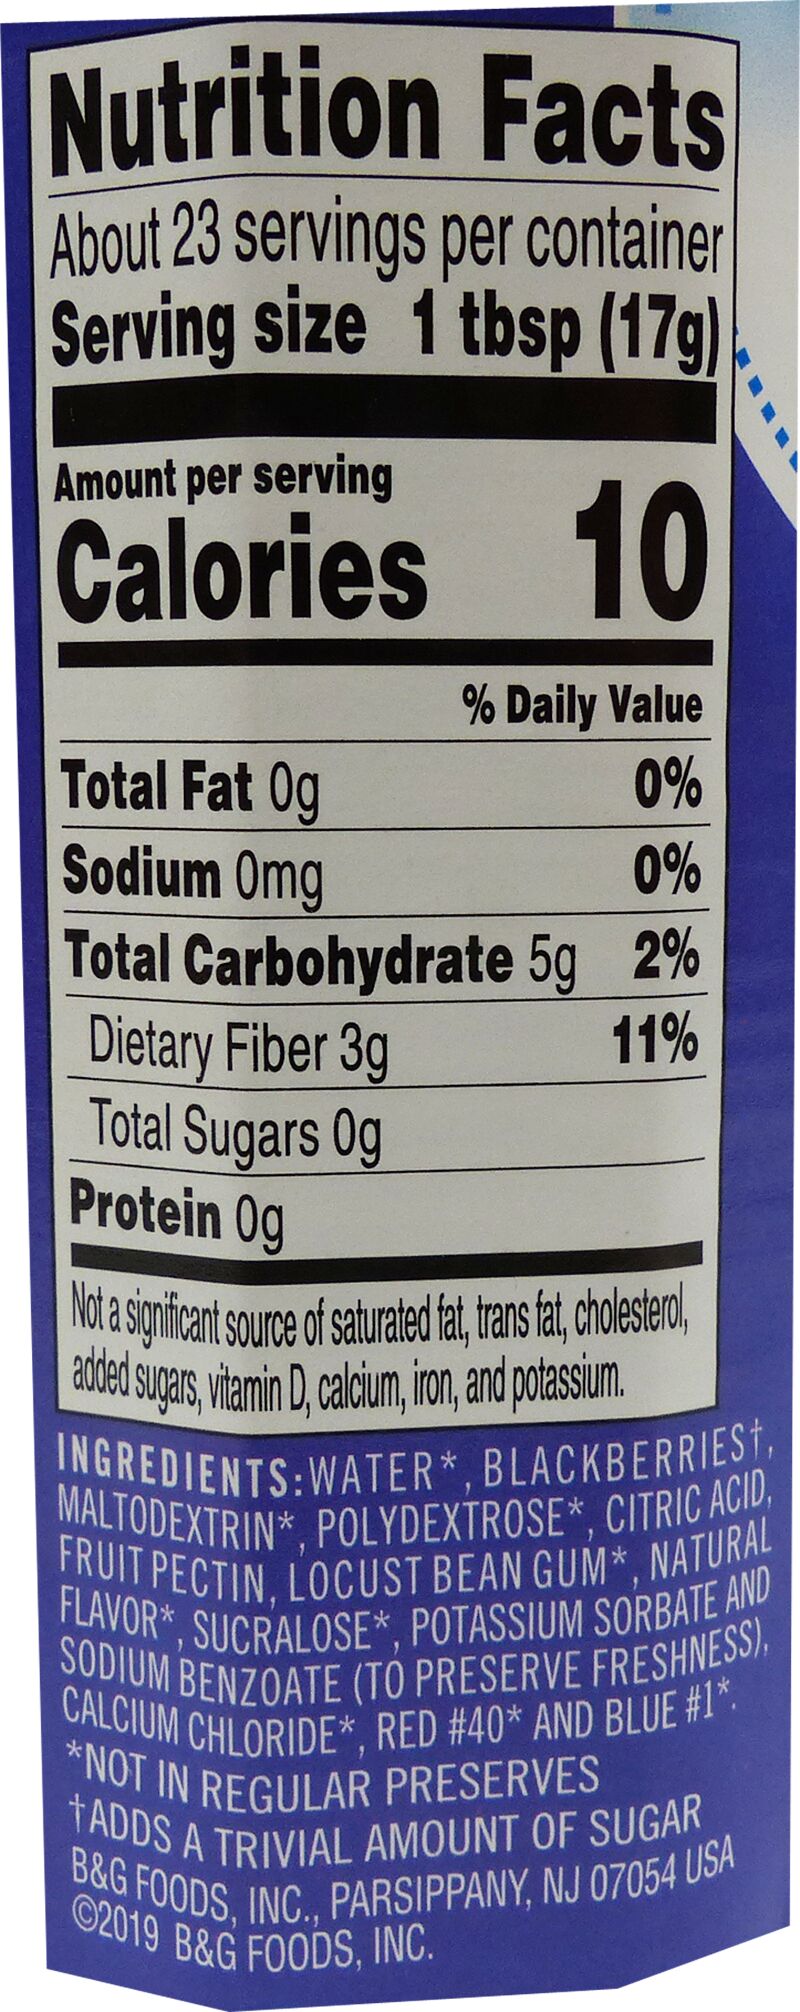 Nutrition Facts
About 23 servings per container
Serving size 1 tbsp (17g)
Amount per serving
Calories 10
% Daily Value
Total Fat 0g 0%
Sodium 0mg 0%
Total Carbohydrate 5g 2%
Dietary Fiber 3g 11%
Total Sugars 0g
Protein 0g
Not a significant source of saturated fat, trans fat, cholesterol,
added sugars, vitamin D, calcium, iron, and potassium.
INGREDIENTS: WATER*, BLACKBERRIES†,
MALTODEXTRIN*, POLYDEXTROSE*, CITRIC ACID,
FRUIT PECTIN, LOCUST BEAN GUM*, NATURAL
FLAVOR*, SUCRALOSE*, POTASSIUM SORBATE AND
SODIUM BENZOATE (TO PRESERVE FRESHNESS),
CALCIUM CHLORIDE*, RED #40* AND BLUE #1*.
*NOT IN REGULAR PRESERVES
†ADDS A TRIVIAL AMOUNT OF SUGAR
B&G FOODS, INC., PARSIPPANY, NJ 07054 USA
©2019 B&G FOODS, INC.